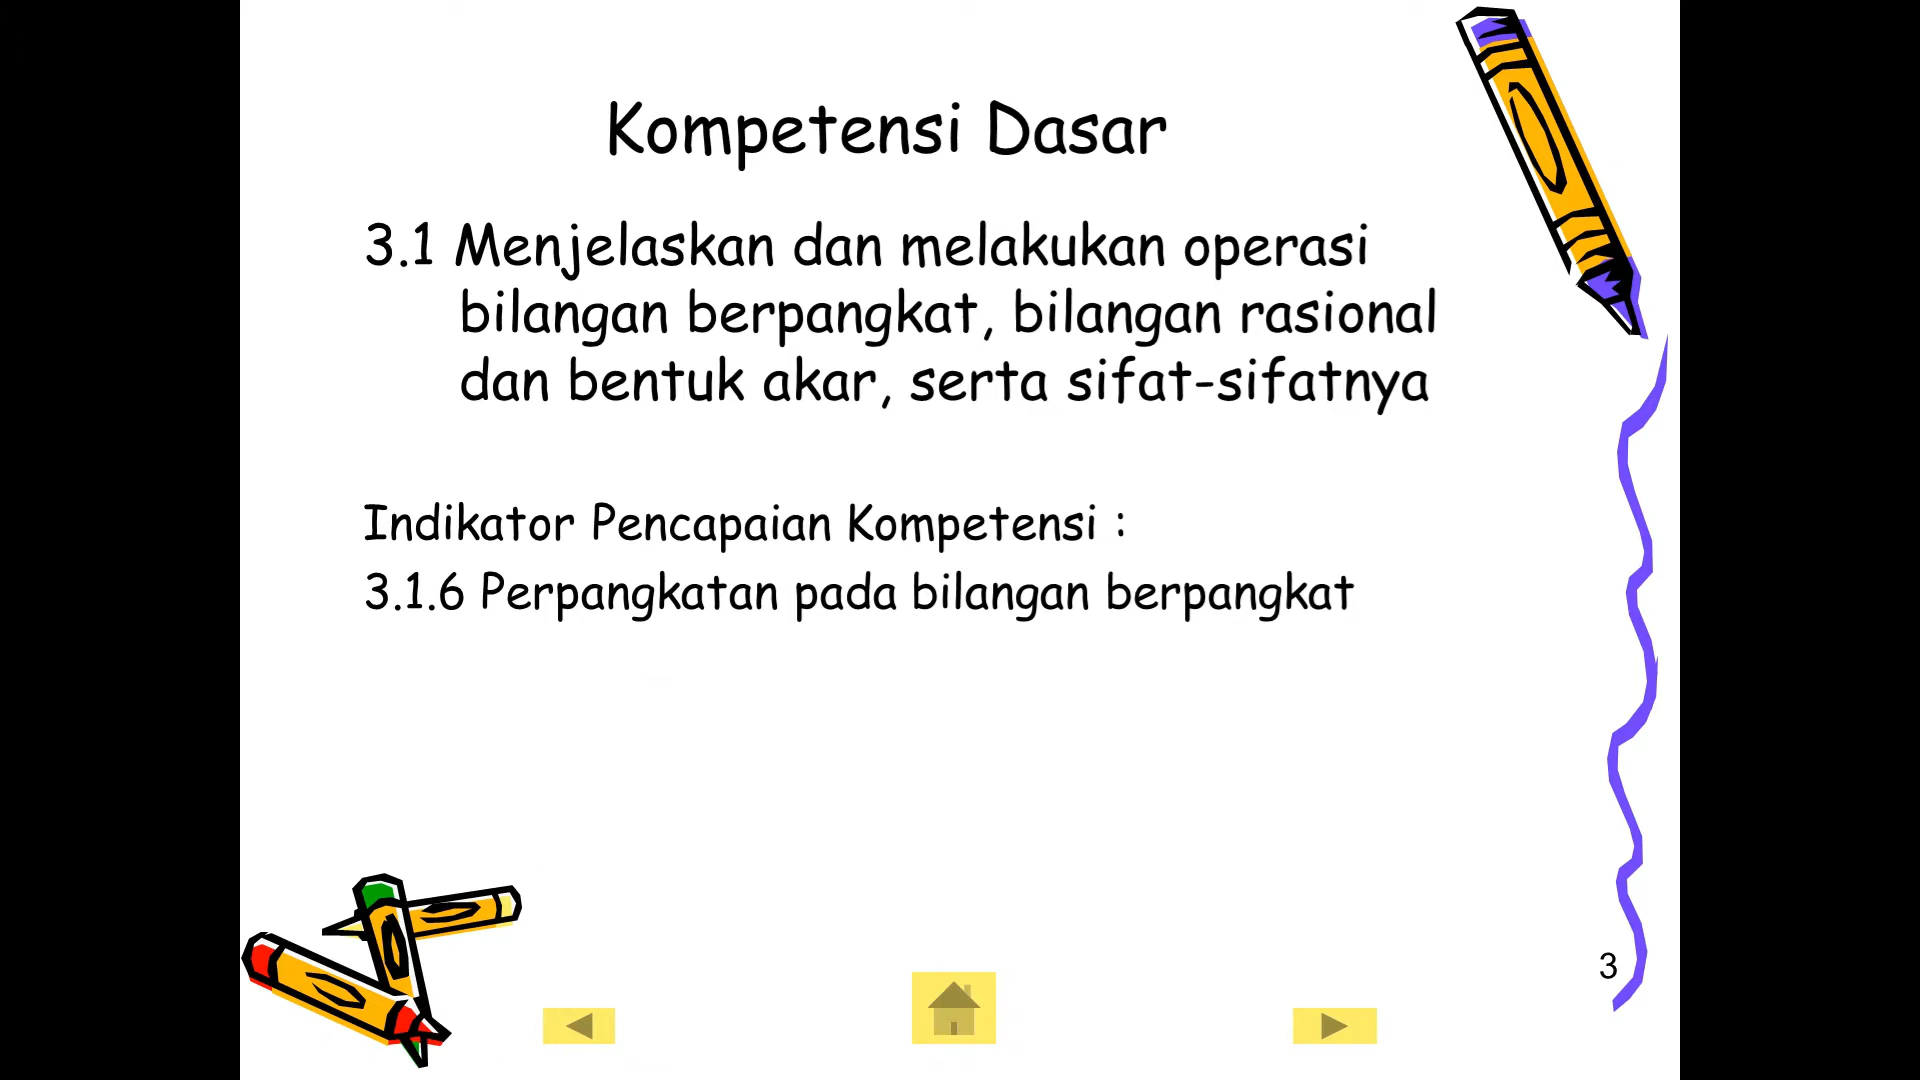 Kompetensi Dasar
3.1 Menjelaskan dan melakukan operasi
bilangan berpangkat, bilangan rasional
dan bentuk akar, serta sifat-sifatnya
Indikator Pencapaian Kompetensi :
3.1.6 Perpangkatan pada bilangan berpangkat
3